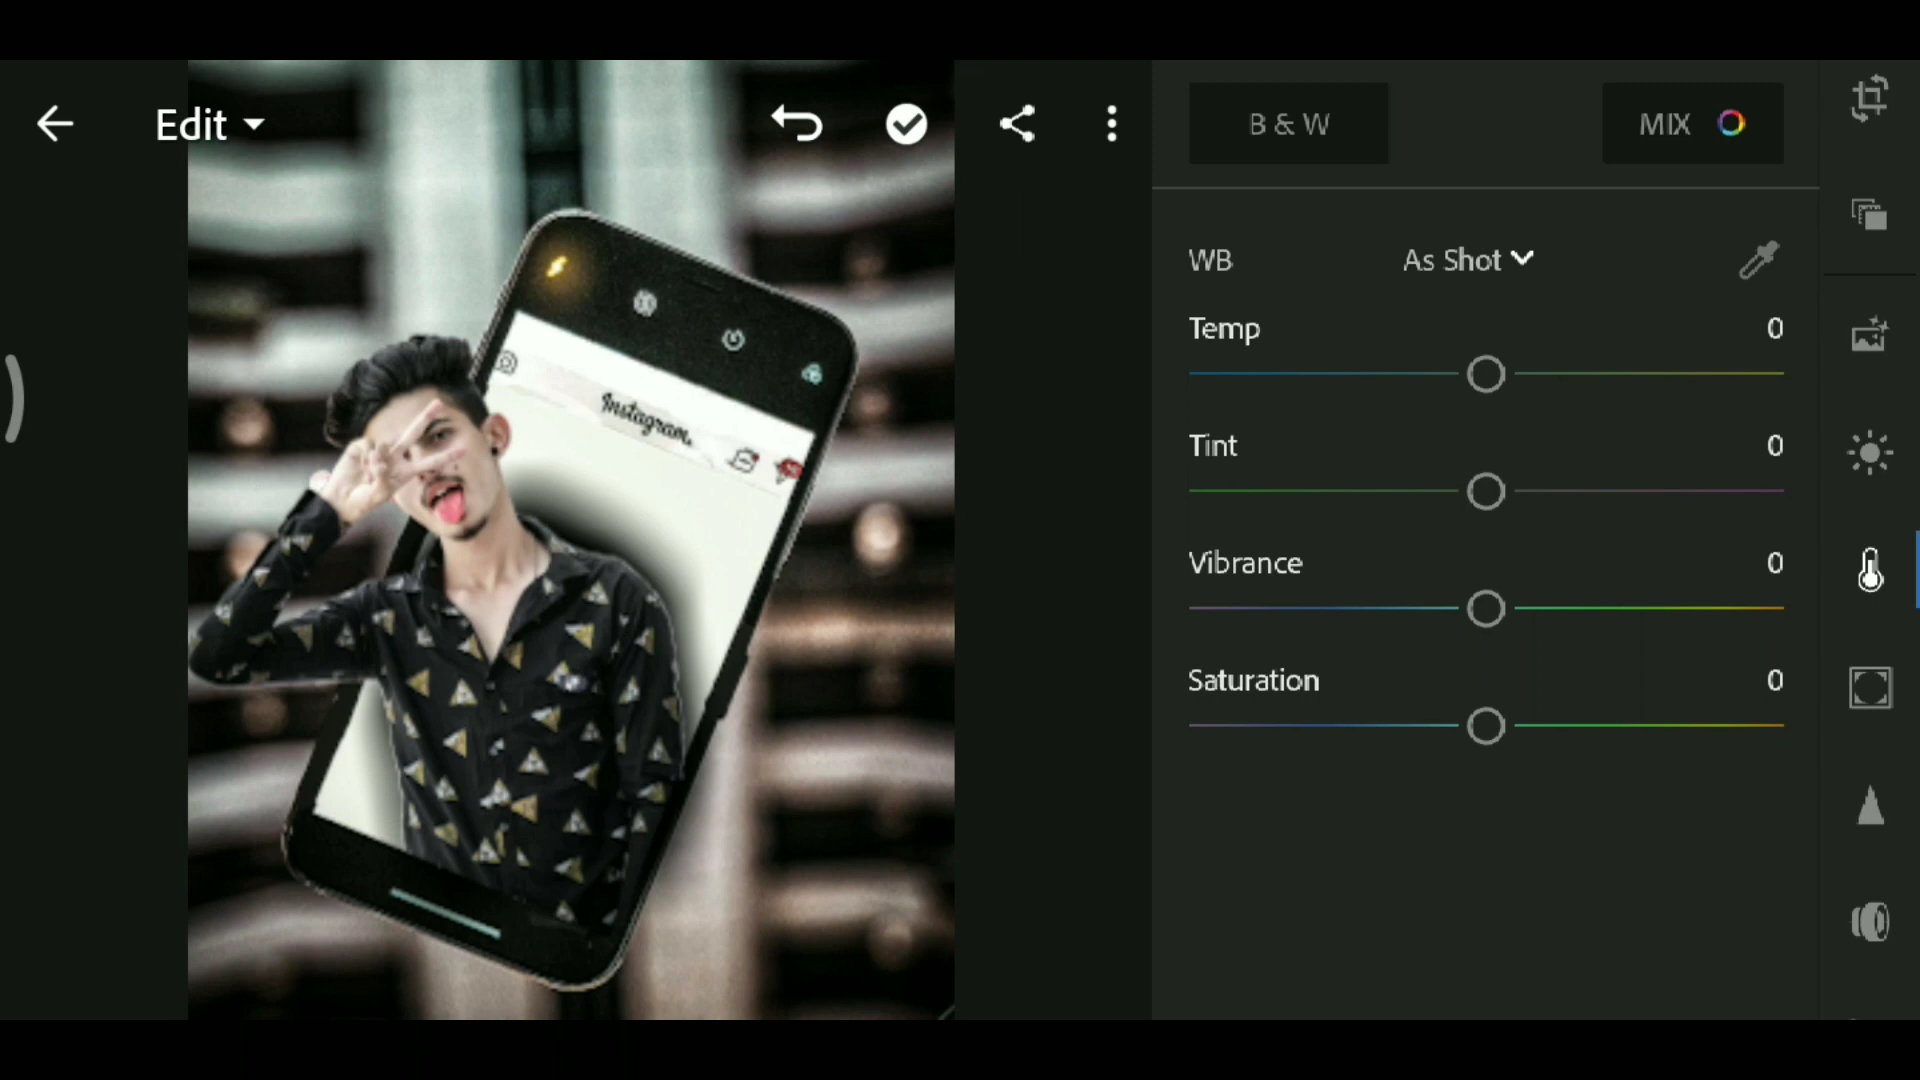 Edit
B & W
MIX
WB
As Shot
Temp
0
Tint
0
Vibrance
0
Saturation
0
Instagram